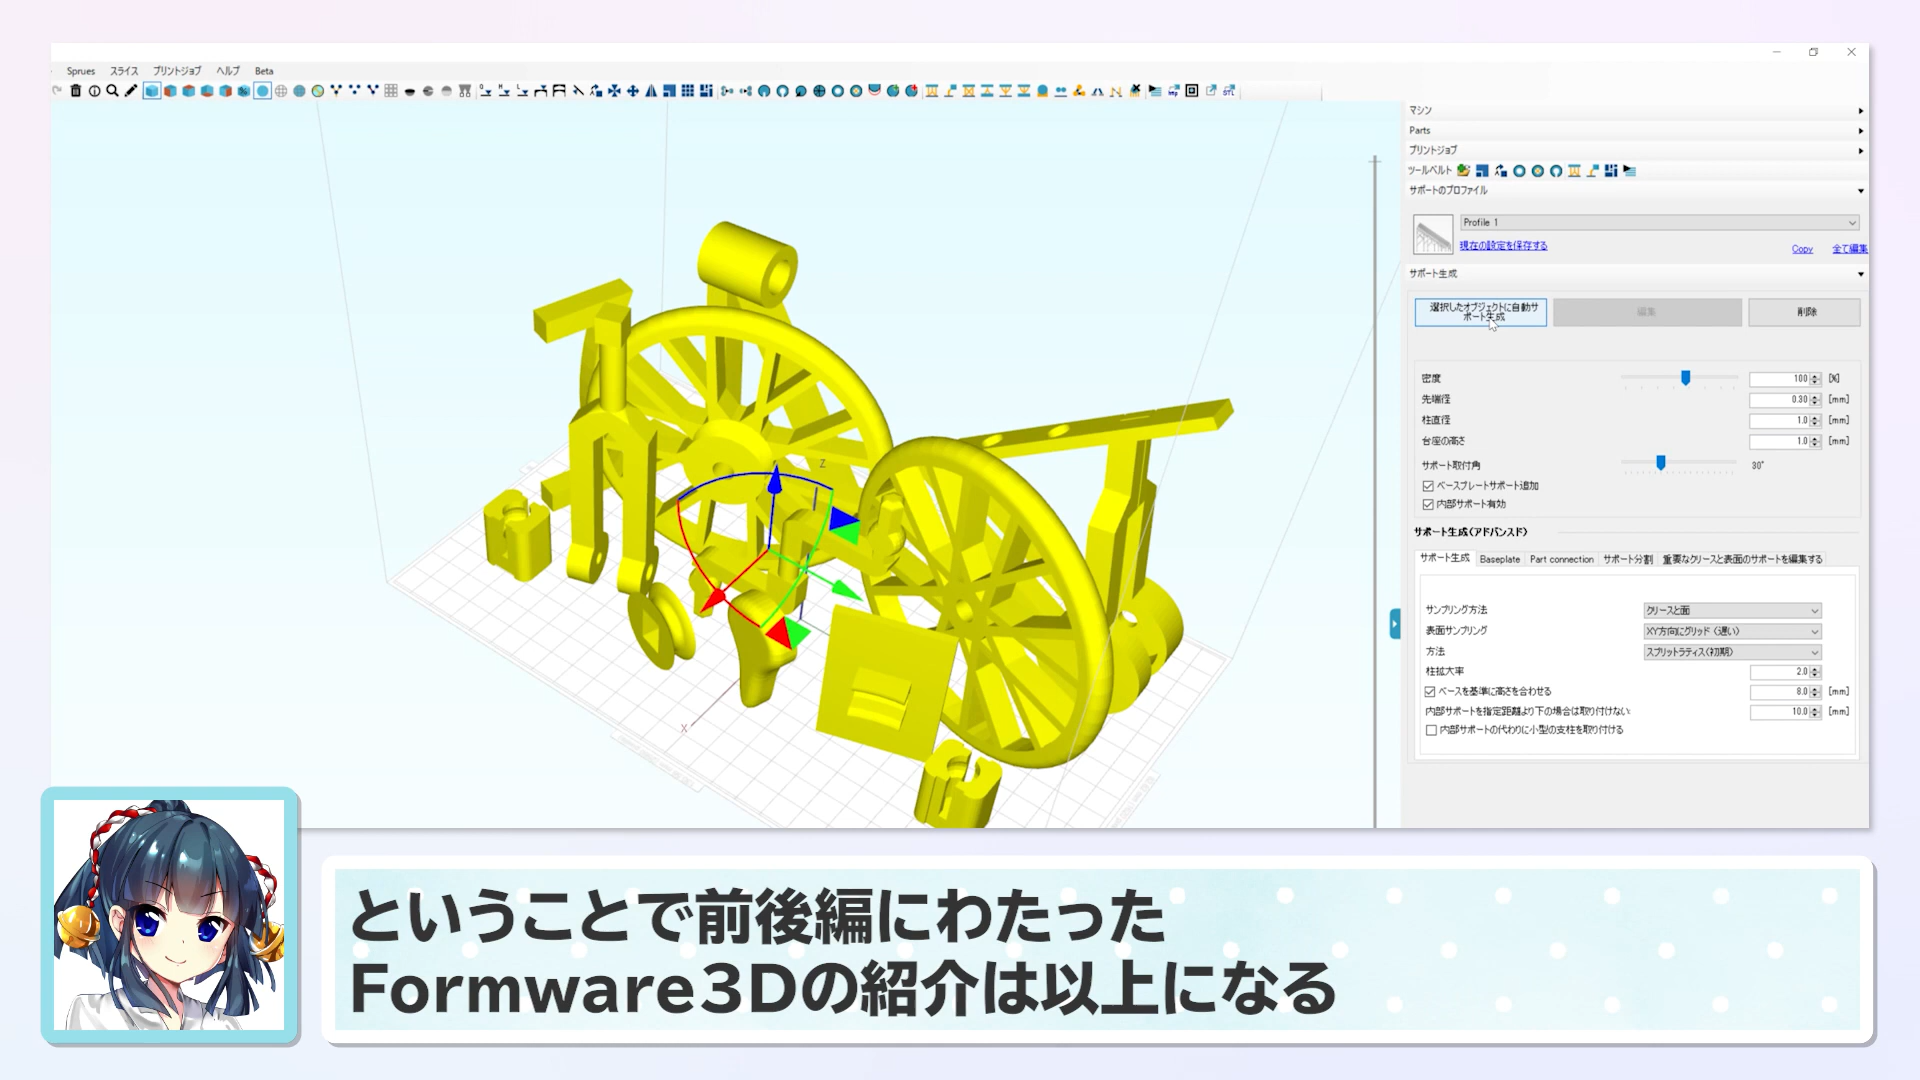 Sprues スライス プリントジョブ ヘルプ Beta
マシン
Parts
プリントジョブ
ツールベルト
サポートのプロファイル
Profile 1
現在の設定を保存する
Copy 全て編集
サポート生成
選択したオブジェクトに自動サ
ポート生成
編集
削除
密度 100 [%]
先端径 0.30 [mm]
柱直径 1.0 [mm]
台座の高さ 1.0 [mm]
サポート取付角 30°
ベースプレートサポート追加
内部サポート有効
サポート生成(アドバンスド)
サポート生成 Baseplate Part connection サポート分割 重要なクリースと表面のサポートを編集する
サンプリング方法 クリースと面
表面サンプリング XY方向にグリッド（遅い）
方法 スプリットラティス(初期)
柱拡大率 2.0
ベースを基準に高さを合わせる 8.0 [mm]
内部サポートを指定距離より下の場合は取り付けない 10.0 [mm]
内部サポートの代わりに小型の支柱を取り付ける
Z
X
ということで前後編にわたった
Formware3Dの紹介は以上になる